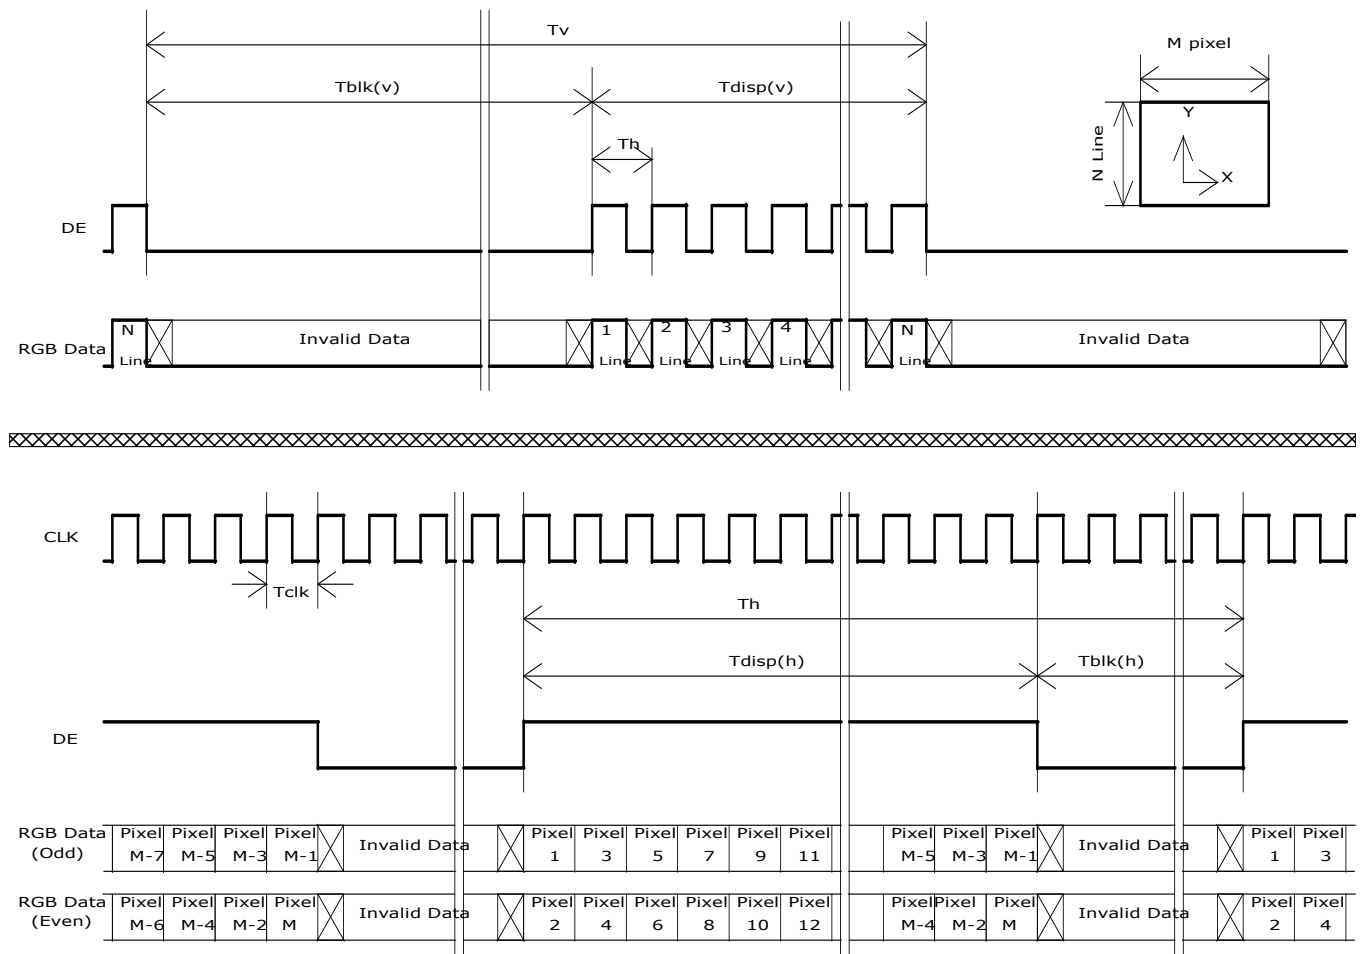 Tv
M pixel
Tblk(v) Tdisp(v)
Y
Th
N Line
X
DE
N 1 2 3 4 N
RGB Data Invalid Data Invalid Data
Line Line Line Line Line Line
CLK
Tclk
Th
Tdisp(h) Tblk(h)
DE
RGB Data Pixel Pixel Pixel Pixel Invalid Data Pixel Pixel Pixel Pixel Pixel Pixel Pixel Pixel Pixel Invalid Data Pixel Pixel
(Odd) M-7 M-5 M-3 M-1 1 3 5 7 9 11 M-5 M-3 M-1 1 3
RGB Data Pixel Pixel Pixel Pixel Invalid Data Pixel Pixel Pixel Pixel Pixel Pixel Pixel Pixel Pixel Invalid Data Pixel Pixel
(Even) M-6 M-4 M-2 M 2 4 6 8 10 12 M-4 M-2 M 2 4